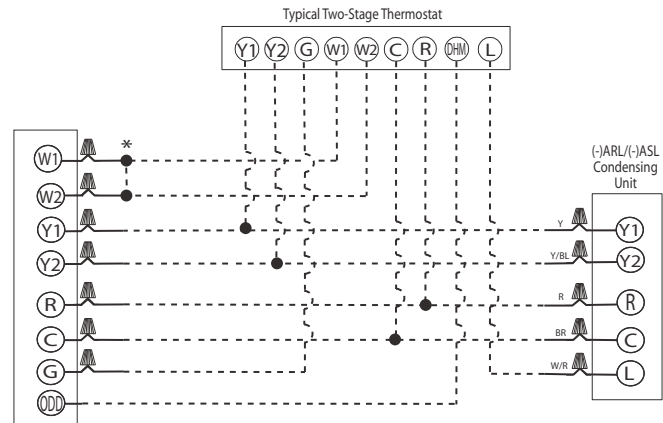 Typical Two-Stage Thermostat
Y1 Y2 G W1 W2 C R DHM L
*
W1
W2
Y1
Y2
R
C
G
ODD
(-)ARL/(-)ASL
Condensing
Unit
Y Y1
Y/BL Y2
R R
BR C
W/R L